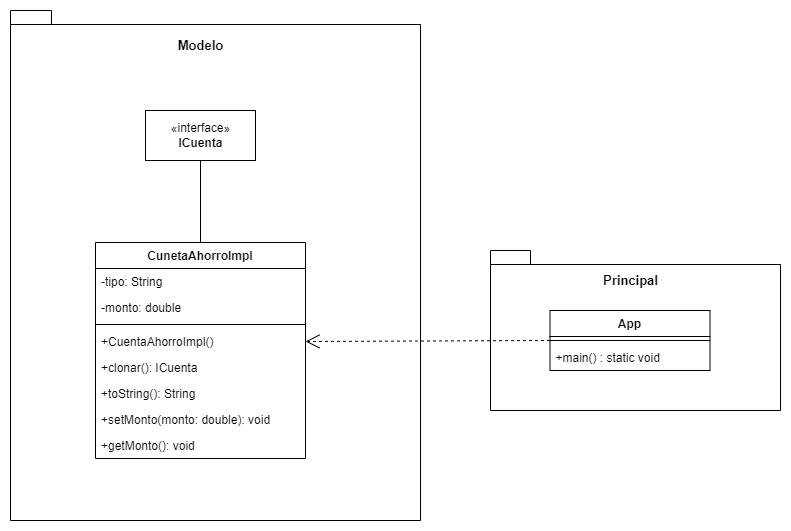 Modelo
«interface»
ICuenta
CunetaAhorroImpl
-tipo: String
-monto: double
+CuentaAhorroImpl()
+clonar(): ICuenta
+toString(): String
+setMonto(monto: double): void
+getMonto(): void
Principal
App
+main() : static void